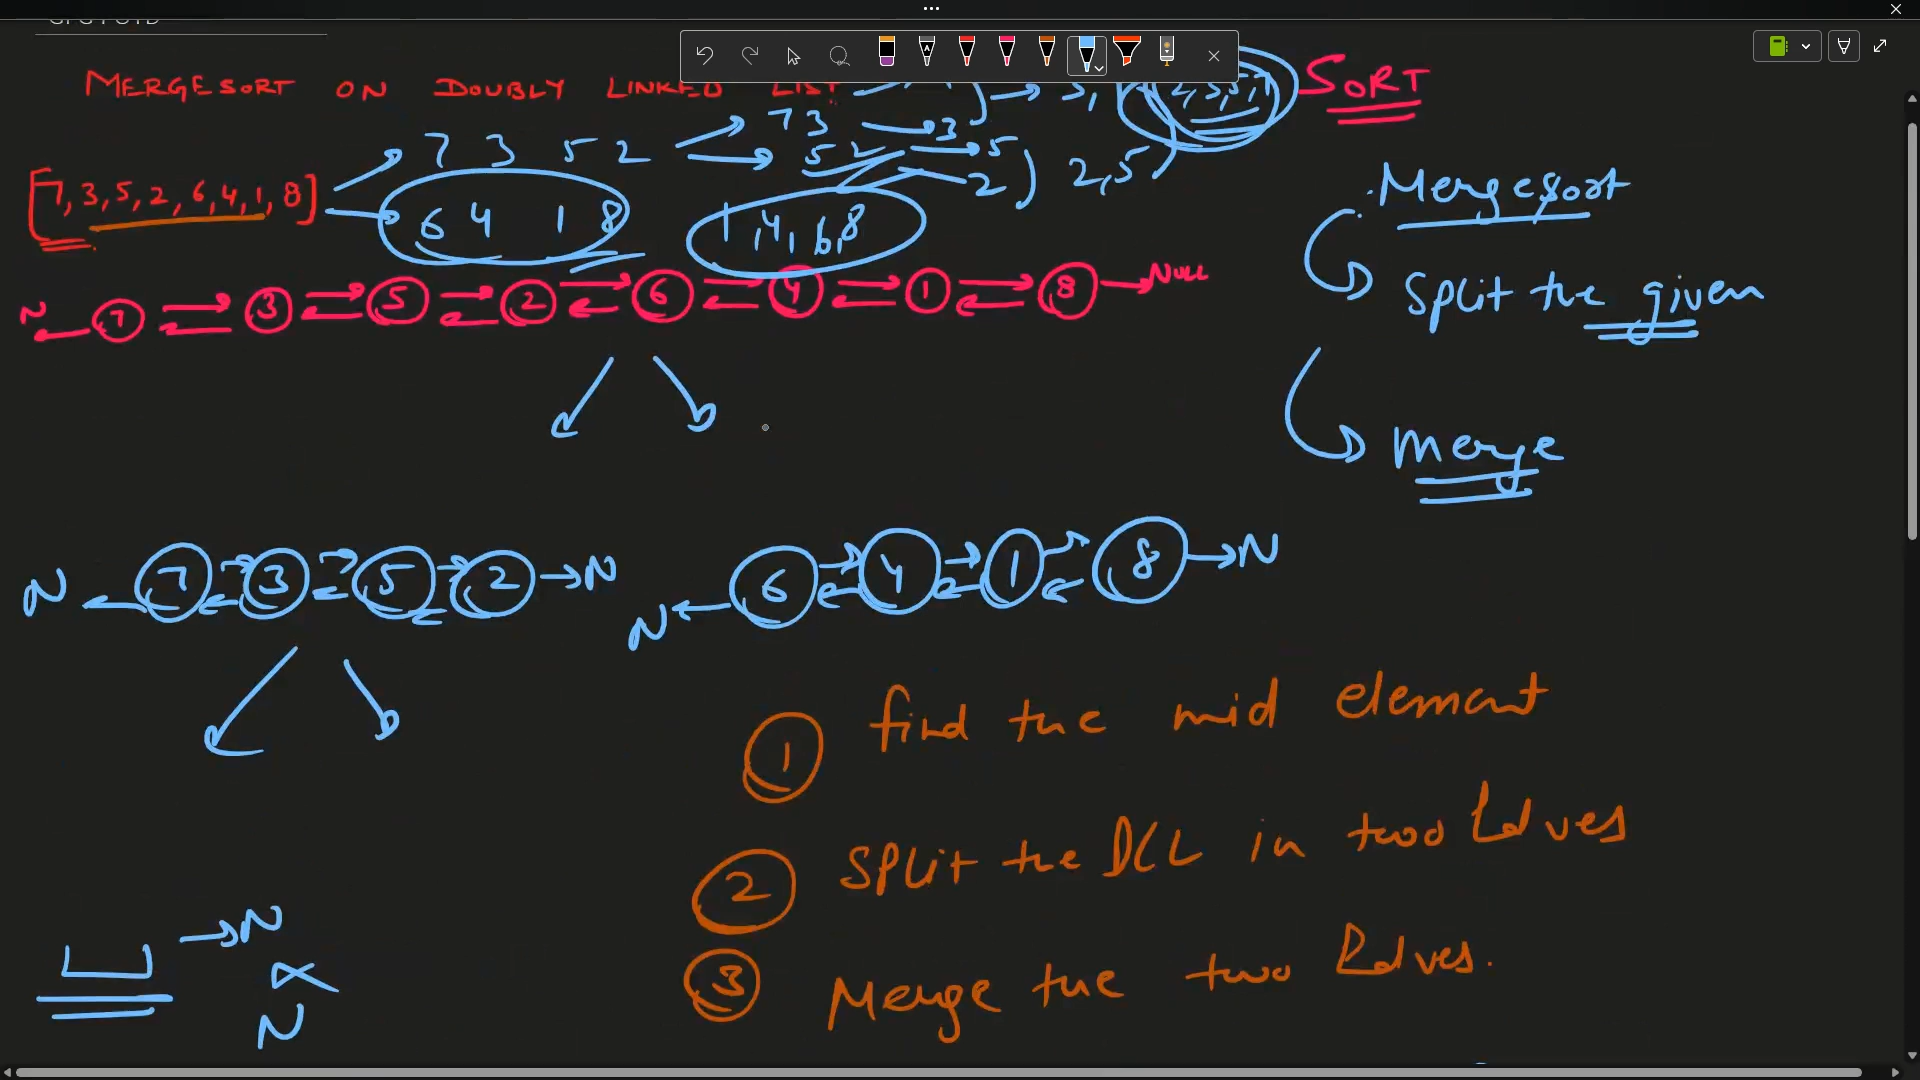 MERGESORT ON DOUBLY LINKED LIST
SORT
7 3 → 3
7 3 5 2
5 2 → 5
2
2,5
[7,3,5,2,6,4,1,8]
6 4 1 8
1,4,6,8
.Mergesort
N 7 3 5 2 6 4 1 8 → NULL
Split the given
Merge
N 7 3 5 2 → N
N 6 4 1 8 → N
1 find the mid element
2 SPlit the DLL in two halves
→ N
N
3 Merge the two halves.